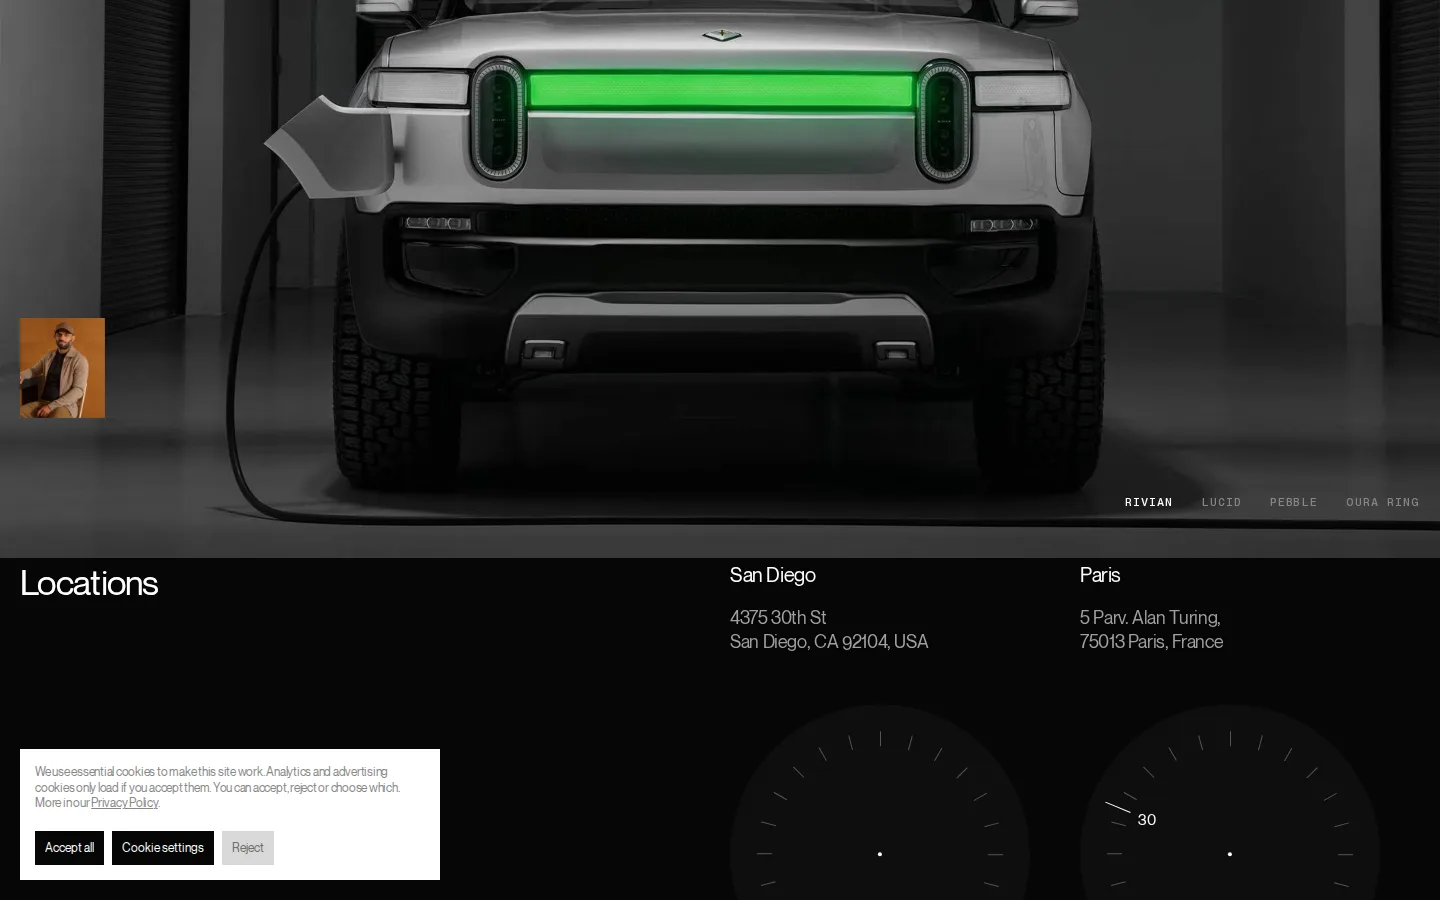 RIVIAN LUCID PEBBLE OURA RING
Locations
San Diego
4375 30th St
San Diego, CA 92104, USA
Paris
5 Parv. Alan Turing,
75013 Paris, France
30
We use essential cookies to make this site work. Analytics and advertising
cookies only load if you accept them. You can accept, reject or choose which.
More in our Privacy Policy.
Accept all
Cookie settings
Reject